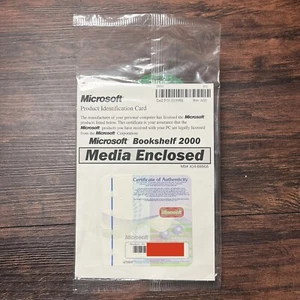 Microsoft
Product Identification Card
The manufacturer of your personal computer has licensed the Microsoft
products listed below. This certificate is your assurance that the
Microsoft products you have received with your PC are legally licensed
from the Microsoft Corporation.
Microsoft Bookshelf 2000
Media Enclosed
Certificate of Authenticity
Microsoft